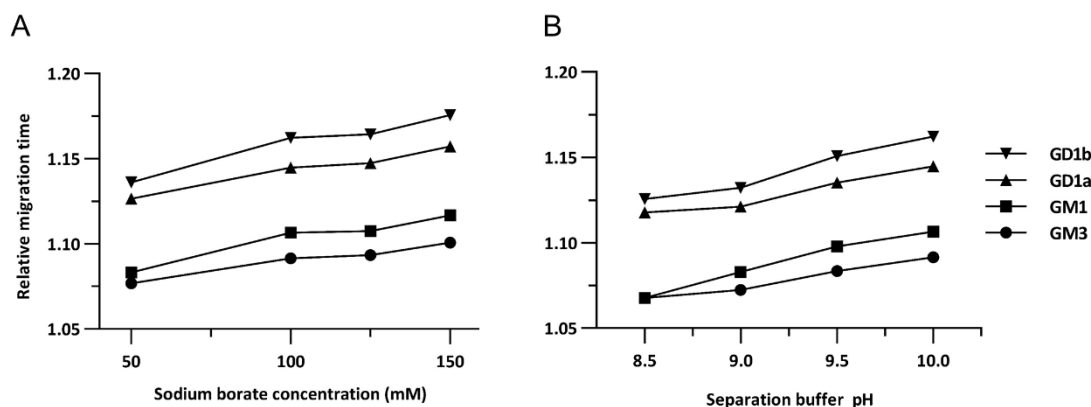 A
Relative migration time
1.20
1.15
1.10
1.05
50
100
150
Sodium borate concentration (mM)
B
1.20
1.15
1.10
1.05
8.5
9.0
9.5
10.0
Separation buffer pH
GD1b
GD1a
GM1
GM3